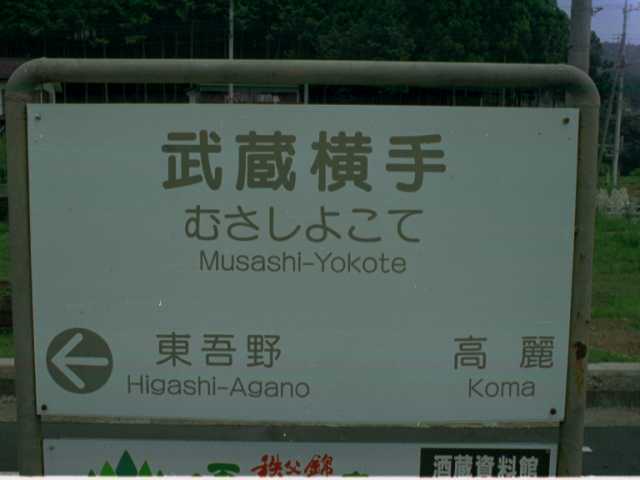 武蔵横手
むさしよこて
Musashi-Yokote
東吾野 高麗
Higashi-Agano Koma
秩父錦 酒蔵資料館